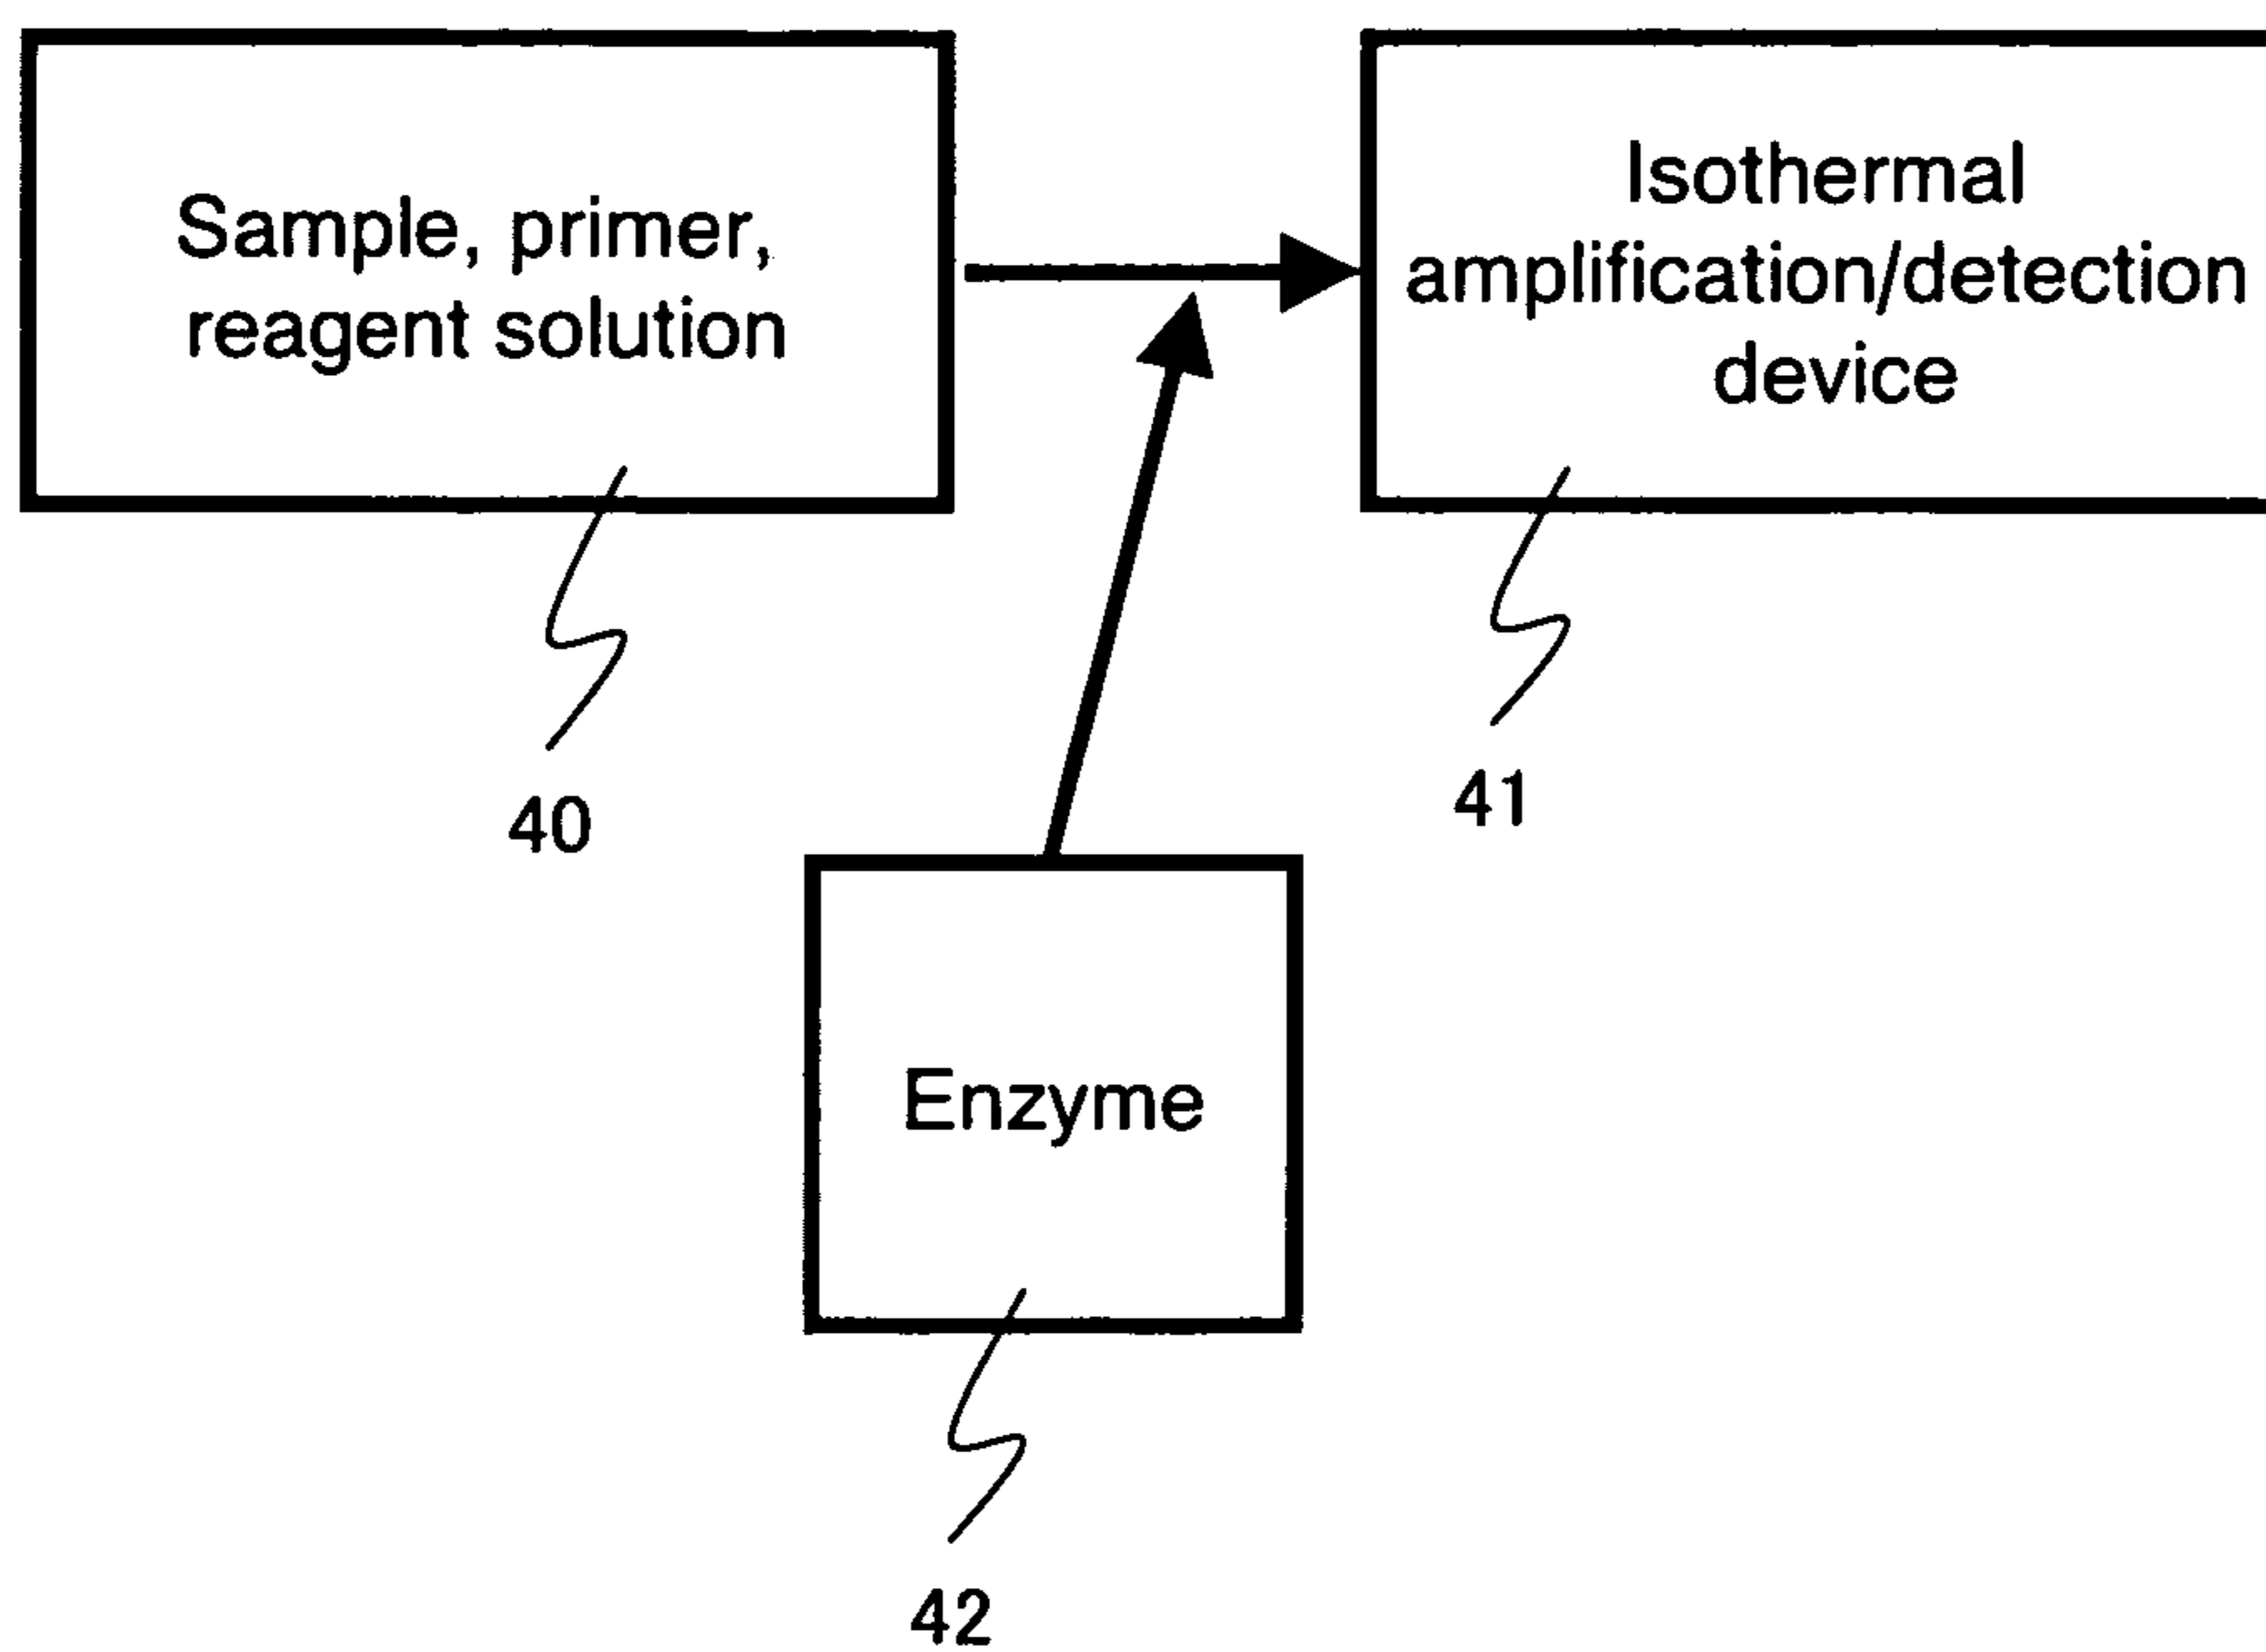 Sample, primer,
reagent solution
Isothermal
amplification/detection
device
40
41
Enzyme
42